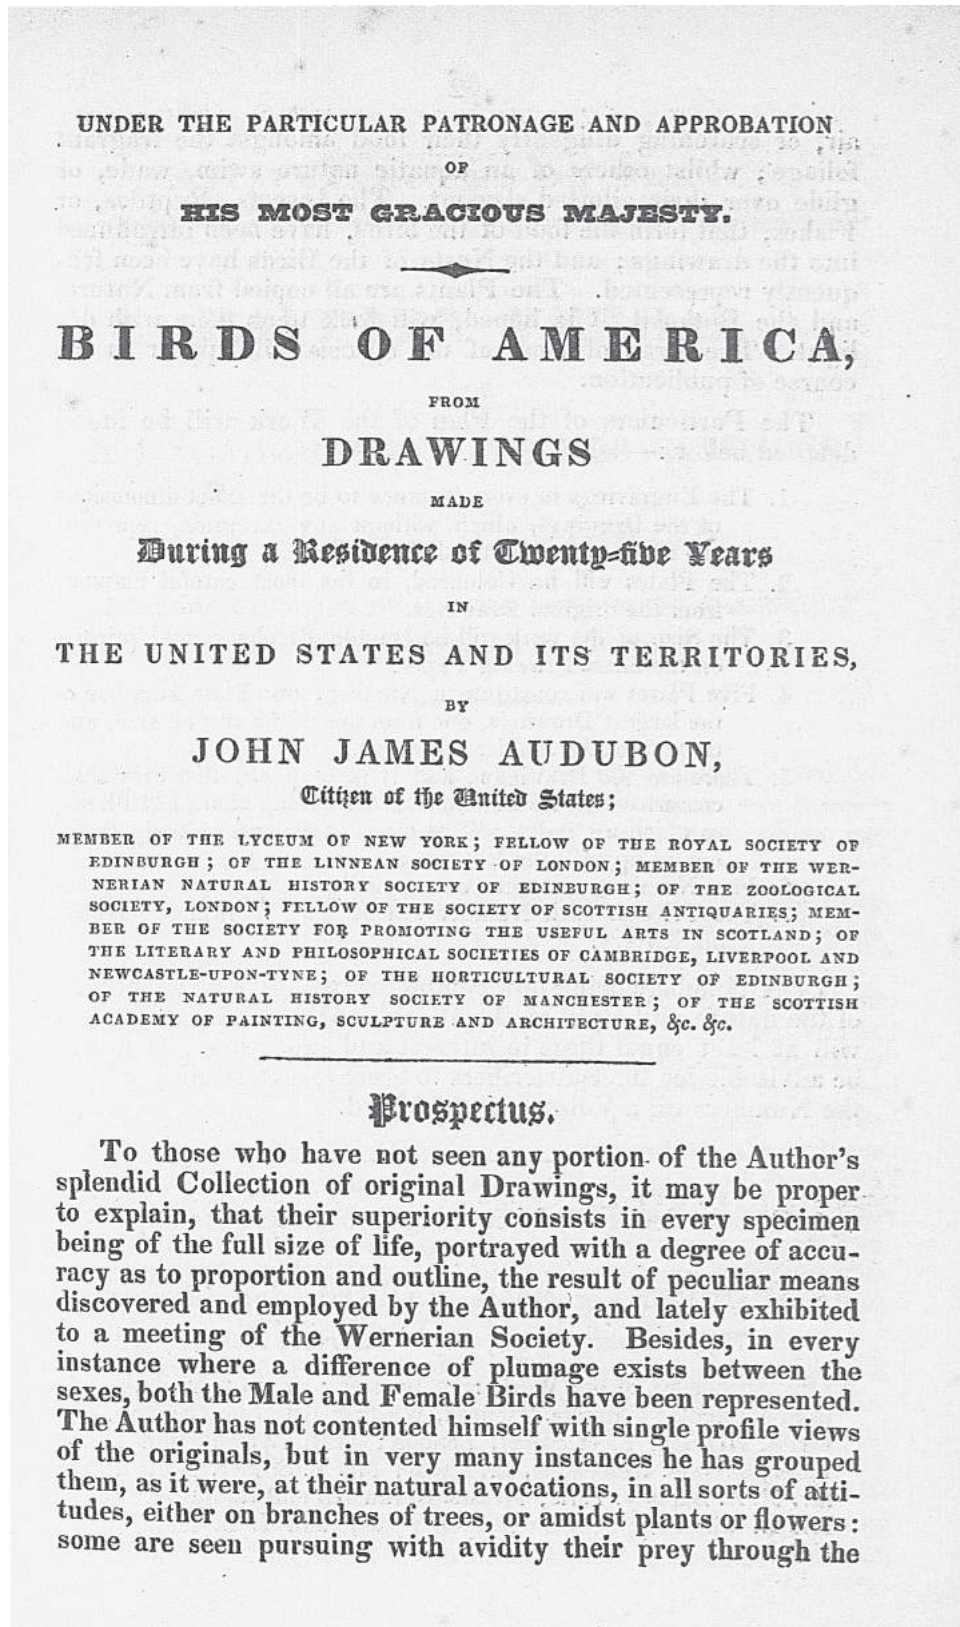 UNDER THE PARTICULAR PATRONAGE AND APPROBATION
OF
HIS MOST GRACIOUS MAJESTY.
BIRDS OF AMERICA,
FROM
DRAWINGS
MADE
During a Residence of Twenty-five Years
IN
THE UNITED STATES AND ITS TERRITORIES,
BY
JOHN JAMES AUDUBON,
Citizen of the United States;
MEMBER OF THE LYCEUM OF NEW YORK; FELLOW OF THE ROYAL SOCIETY OF
EDINBURGH; OF THE LINNEAN SOCIETY OF LONDON; MEMBER OF THE WER-
NERIAN NATURAL HISTORY SOCIETY OF EDINBURGH; OF THE ZOOLOGICAL
SOCIETY, LONDON; FELLOW OF THE SOCIETY OF SCOTTISH ANTIQUARIES; MEM-
BER OF THE SOCIETY FOR PROMOTING THE USEFUL ARTS IN SCOTLAND; OF
THE LITERARY AND PHILOSOPHICAL SOCIETIES OF CAMBRIDGE, LIVERPOOL AND
NEWCASTLE-UPON-TYNE; OF THE HORTICULTURAL SOCIETY OF EDINBURGH;
OF THE NATURAL HISTORY SOCIETY OF MANCHESTER; OF THE SCOTTISH
ACADEMY OF PAINTING, SCULPTURE AND ARCHITECTURE, &c. &c.
Prospectus.
To those who have not seen any portion of the Author's
splendid Collection of original Drawings, it may be proper
to explain, that their superiority consists in every specimen
being of the full size of life, portrayed with a degree of accu-
racy as to proportion and outline, the result of peculiar means
discovered and employed by the Author, and lately exhibited
to a meeting of the Wernerian Society. Besides, in every
instance where a difference of plumage exists between the
sexes, both the Male and Female Birds have been represented.
The Author has not contented himself with single profile views
of the originals, but in very many instances he has grouped
them, as it were, at their natural avocations, in all sorts of atti-
tudes, either on branches of trees, or amidst plants or flowers:
some are seen pursuing with avidity their prey through the